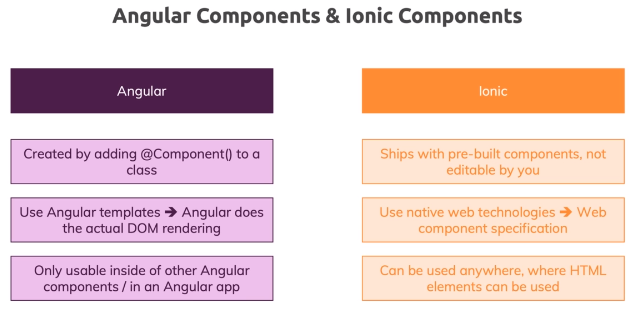 Angular Components & Ionic Components
Angular
Ionic
Created by adding @Component() to a
class
Ships with pre-built components, not
editable by you
Use Angular templates ➔ Angular does
the actual DOM rendering
Use native web technologies ➔ Web
component specification
Only usable inside of other Angular
components / in an Angular app
Can be used anywhere, where HTML
elements can be used